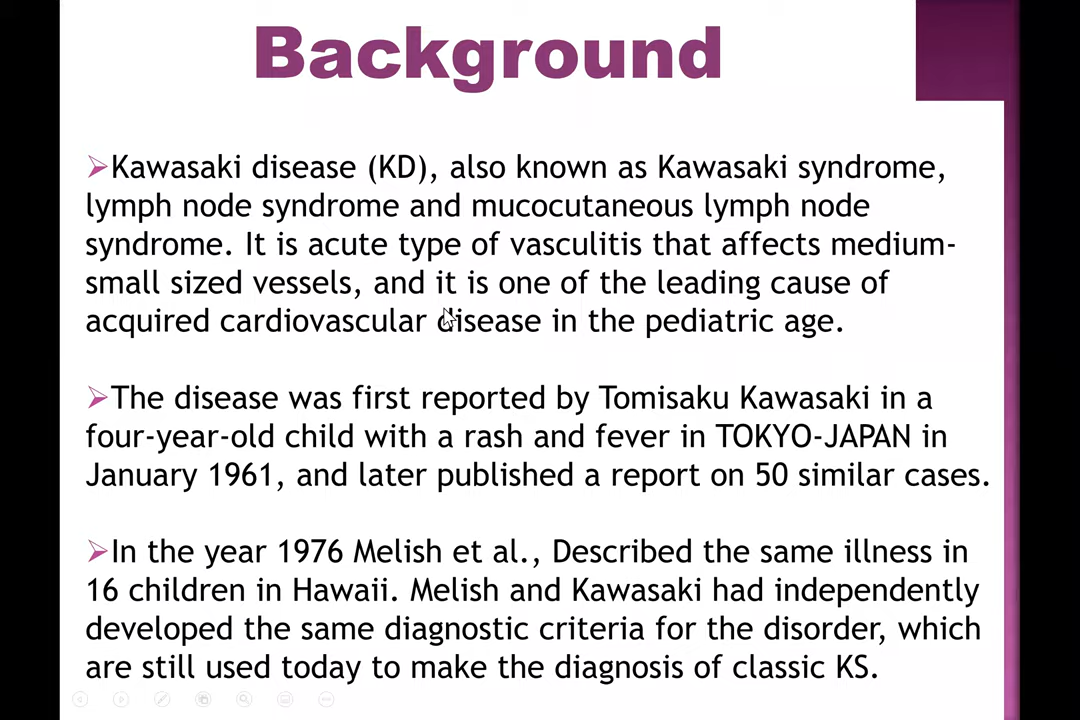 Background
Kawasaki disease (KD), also known as Kawasaki syndrome,
lymph node syndrome and mucocutaneous lymph node
syndrome. It is acute type of vasculitis that affects medium-
small sized vessels, and it is one of the leading cause of
acquired cardiovascular disease in the pediatric age.
The disease was first reported by Tomisaku Kawasaki in a
four-year-old child with a rash and fever in TOKYO-JAPAN in
January 1961, and later published a report on 50 similar cases.
In the year 1976 Melish et al., Described the same illness in
16 children in Hawaii. Melish and Kawasaki had independently
developed the same diagnostic criteria for the disorder, which
are still used today to make the diagnosis of classic KS.